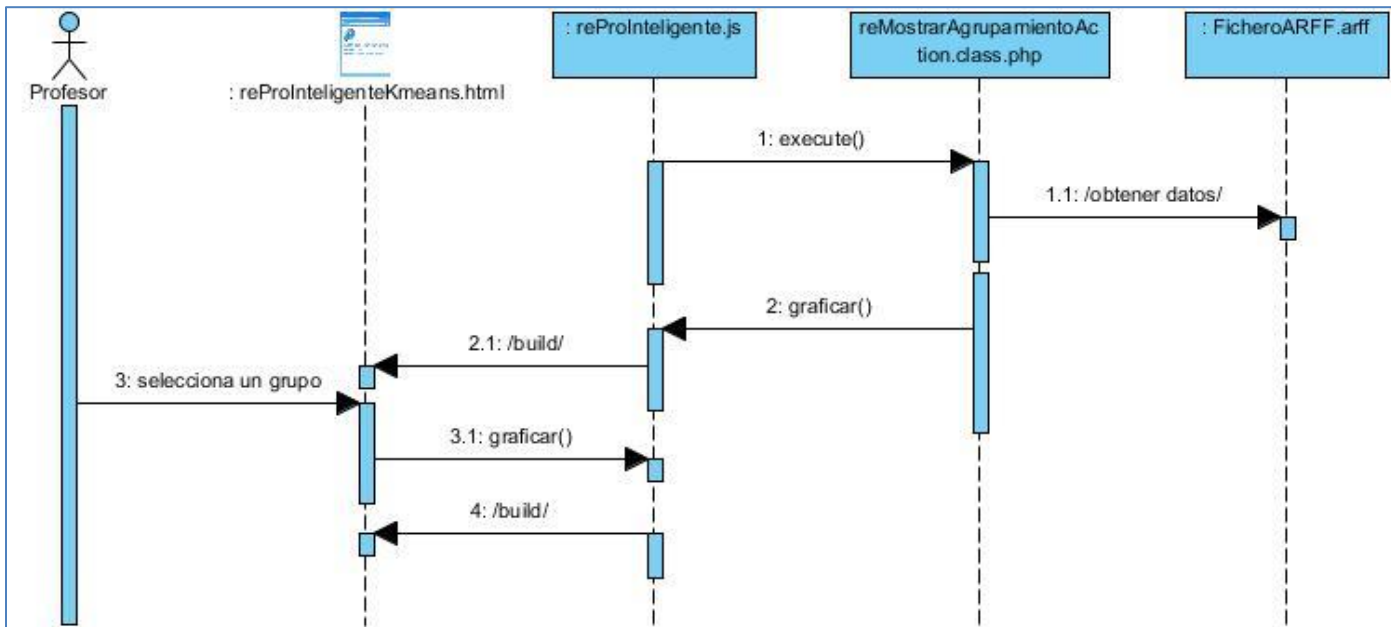 Profesor
: reProInteligenteKmeans.html
: reProInteligente.js
reMostrarAgrupamientoAc
tion.class.php
: FicheroARFF.arff
1: execute()
1.1: /obtener datos/
2: graficar()
2.1: /build/
3: selecciona un grupo
3.1: graficar()
4: /build/